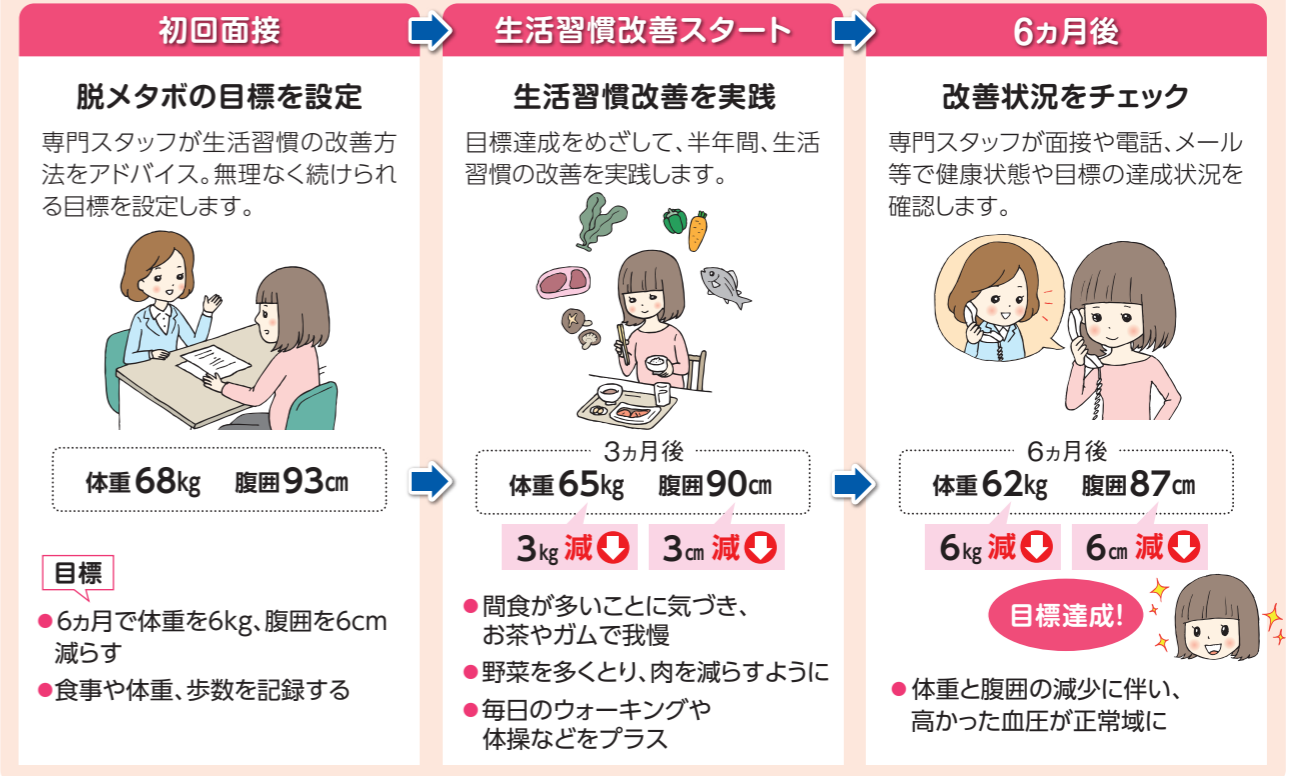 初回面接
脱メタボの目標を設定
専門スタッフが生活習慣の改善方
法をアドバイス。無理なく続けられ
る目標を設定します。
体重68kg 腹囲93cm
目標
●6ヵ月で体重を6kg、腹囲を6cm
減らす
●食事や体重、歩数を記録する
生活習慣改善スタート
生活習慣改善を実践
目標達成をめざして、半年間、生活
習慣の改善を実践します。
3ヵ月後
体重65kg 腹囲90cm
3kg減 3cm減
●間食が多いことに気づき、
お茶やガムで我慢
●野菜を多くとり、肉を減らすように
●毎日のウォーキングや
体操などをプラス
6ヵ月後
改善状況をチェック
専門スタッフが面接や電話、メール
等で健康状態や目標の達成状況を
確認します。
6ヵ月後
体重62kg 腹囲87cm
6kg減 6cm減
目標達成!
●体重と腹囲の減少に伴い、
高かった血圧が正常域に